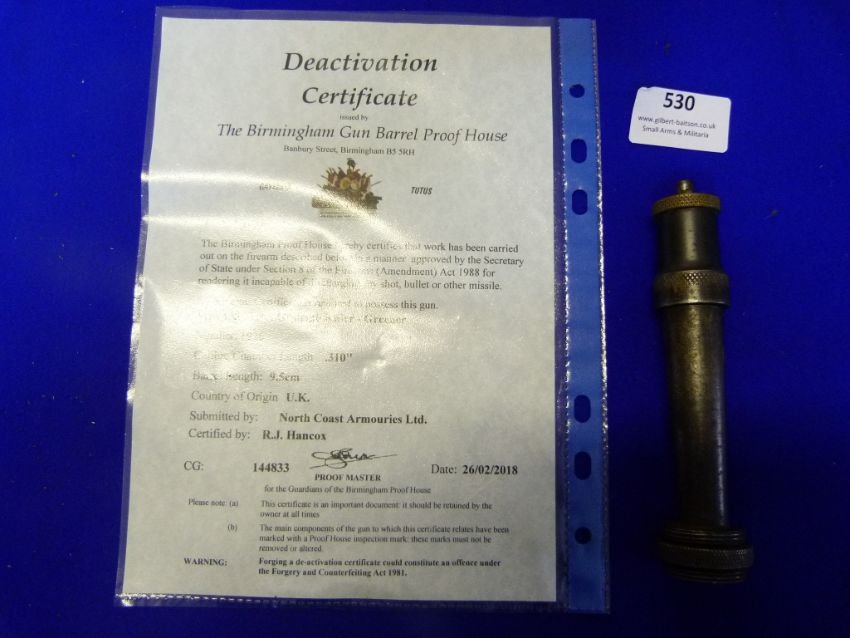 Deactivation
Certificate
issued by
The Birmingham Gun Barrel Proof House
Banbury Street, Birmingham B5 5RH
TUTUS
The Birmingham Proof House hereby certifies that work has been carried
out on the firearm described below in a manner approved by the Secretary
of State under Section 8 of the Firearms (Amendment) Act 1988 for
rendering it incapable of discharging any shot, bullet or other missile.
to possess this gun.
- Greener
Chamber Length .310"
Barrel Length: 9.5cm
Country of Origin U.K.
Submitted by: North Coast Armouries Ltd.
Certified by: R.J. Hancox
CG: 144833 Date: 26/02/2018
PROOF MASTER
for the Guardians of the Birmingham Proof House
Please note: (a) This certificate is an important document: it should be retained by the
owner at all times
(b) The main components of the gun to which this certificate relates have been
marked with a Proof House inspection mark: these marks must not be
removed or altered.
WARNING: Forging a de-activation certificate could constitute an offence under
the Forgery and Counterfeiting Act 1981.
530
www.gilbert-baitson.co.uk
Small Arms & Militaria